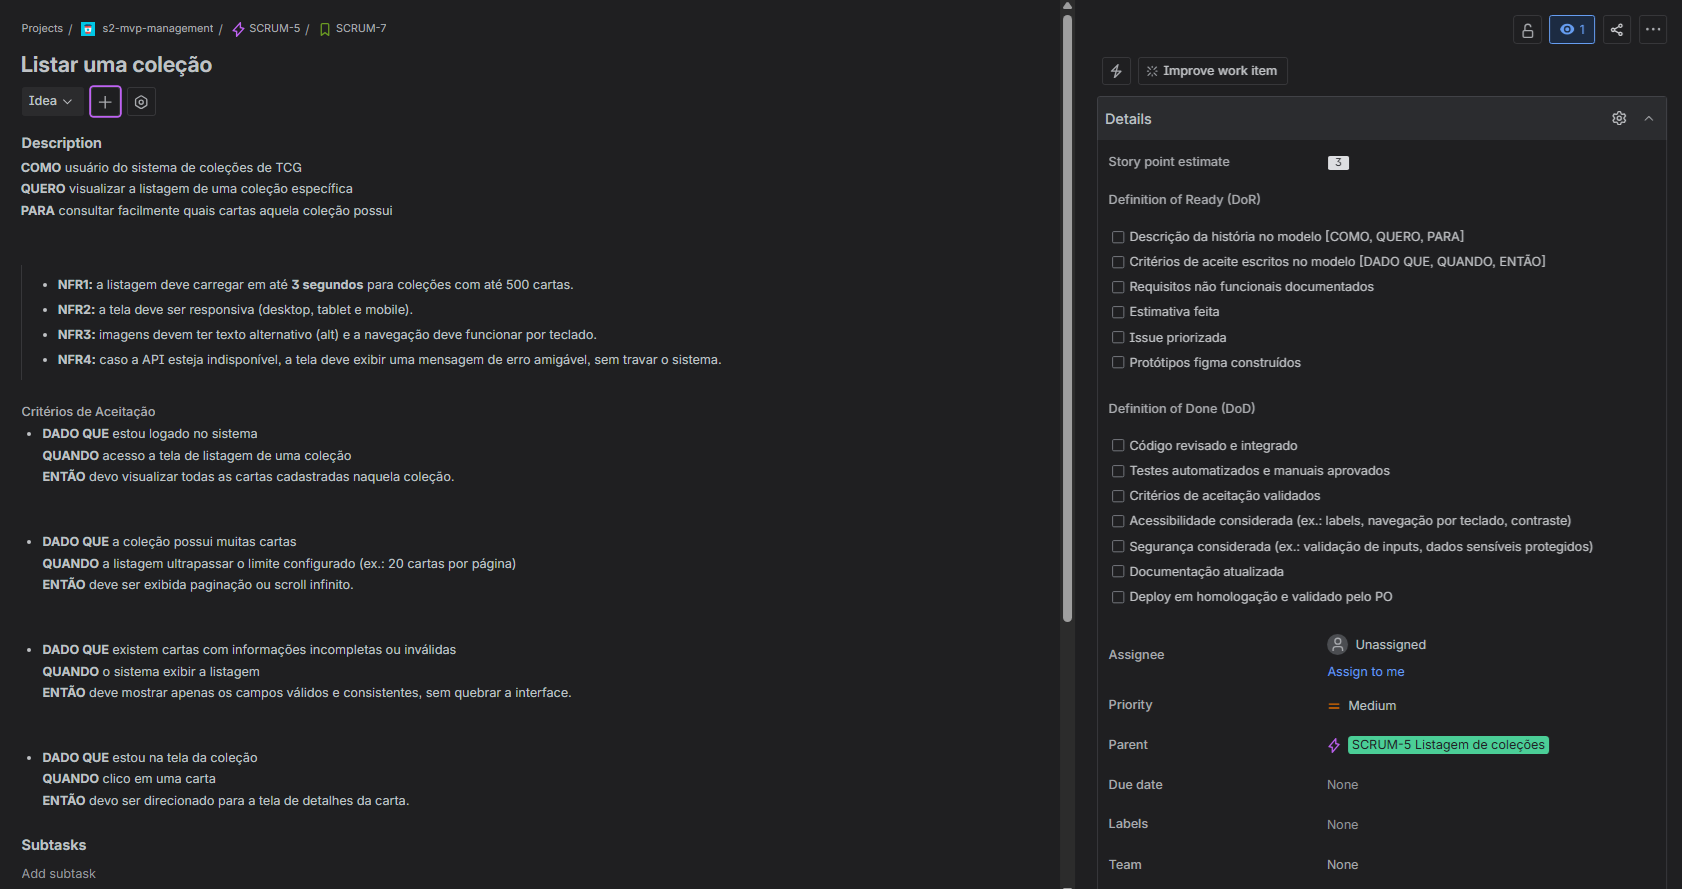 Projects / s2-mvp-management / SCRUM-5 / SCRUM-7
Listar uma coleção
Idea
Description
COMO usuário do sistema de coleções de TCG
QUERO visualizar a listagem de uma coleção específica
PARA consultar facilmente quais cartas aquela coleção possui
• NFR1: a listagem deve carregar em até 3 segundos para coleções com até 500 cartas.
• NFR2: a tela deve ser responsiva (desktop, tablet e mobile).
• NFR3: imagens devem ter texto alternativo (alt) e a navegação deve funcionar por teclado.
• NFR4: caso a API esteja indisponível, a tela deve exibir uma mensagem de erro amigável, sem travar o sistema.
Critérios de Aceitação
• DADO QUE estou logado no sistema
QUANDO acesso a tela de listagem de uma coleção
ENTÃO devo visualizar todas as cartas cadastradas naquela coleção.
• DADO QUE a coleção possui muitas cartas
QUANDO a listagem ultrapassar o limite configurado (ex.: 20 cartas por página)
ENTÃO deve ser exibida paginação ou scroll infinito.
• DADO QUE existem cartas com informações incompletas ou inválidas
QUANDO o sistema exibir a listagem
ENTÃO deve mostrar apenas os campos válidos e consistentes, sem quebrar a interface.
• DADO QUE estou na tela da coleção
QUANDO clico em uma carta
ENTÃO devo ser direcionado para a tela de detalhes da carta.
Subtasks
Add subtask
1
Improve work item
Details
Story point estimate 3
Definition of Ready (DoR)
Descrição da história no modelo [COMO, QUERO, PARA]
Critérios de aceite escritos no modelo [DADO QUE, QUANDO, ENTÃO]
Requisitos não funcionais documentados
Estimativa feita
Issue priorizada
Protótipos figma construídos
Definition of Done (DoD)
Código revisado e integrado
Testes automatizados e manuais aprovados
Critérios de aceitação validados
Acessibilidade considerada (ex.: labels, navegação por teclado, contraste)
Segurança considerada (ex.: validação de inputs, dados sensíveis protegidos)
Documentação atualizada
Deploy em homologação e validado pelo PO
Assignee Unassigned
Assign to me
Priority Medium
Parent SCRUM-5 Listagem de coleções
Due date None
Labels None
Team None